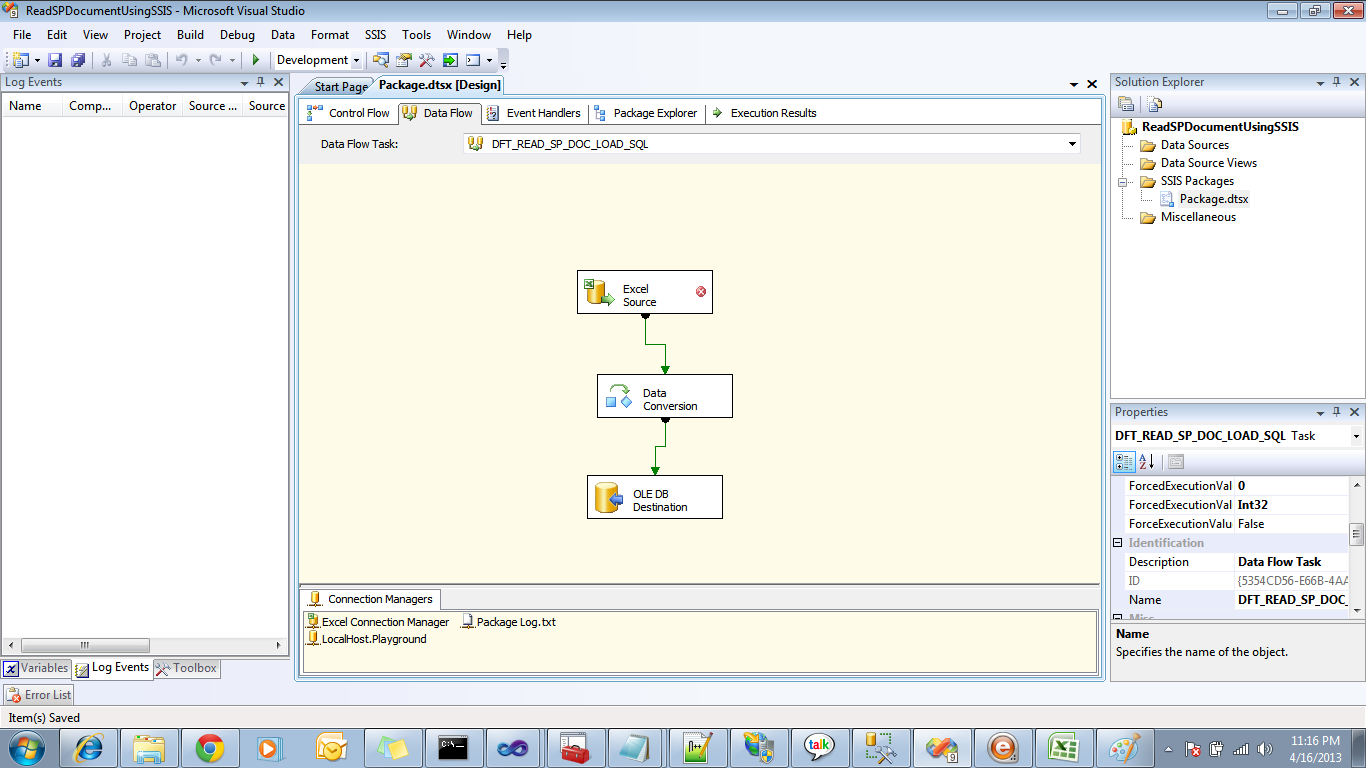 ReadSPDocumentUsingSSIS - Microsoft Visual Studio
File Edit View Project Build Debug Data Format SSIS Tools Window Help
Development
Log Events
Name Comp... Operator Source ... Source
Variables Log Events Toolbox
Error List
Item(s) Saved
Start Page Package.dtsx [Design]
Control Flow Data Flow Event Handlers Package Explorer Execution Results
Data Flow Task: DFT_READ_SP_DOC_LOAD_SQL
Excel
Source
Data
Conversion
OLE DB
Destination
Connection Managers
Excel Connection Manager Package Log.txt
LocalHost.Playground
Solution Explorer
ReadSPDocumentUsingSSIS
Data Sources
Data Source Views
SSIS Packages
Package.dtsx
Miscellaneous
Properties
DFT_READ_SP_DOC_LOAD_SQL Task
ForcedExecutionVal 0
ForcedExecutionVal Int32
ForceExecutionValu False
Identification
Description Data Flow Task
ID {5354CD56-E66B-4AA
Name DFT_READ_SP_DOC_
Misc
Name
Specifies the name of the object.
C:\_
n++
talk
9
11:16 PM
4/16/2013